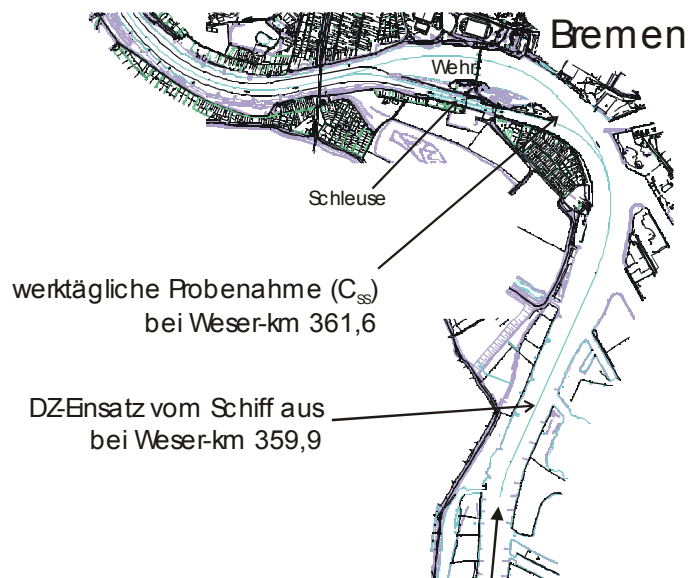 Bremen
Wehr
Schleuse
werktägliche Probenahme (Css)
bei Weser-km 361,6
DZ-Einsatz vom Schiff aus
bei Weser-km 359,9